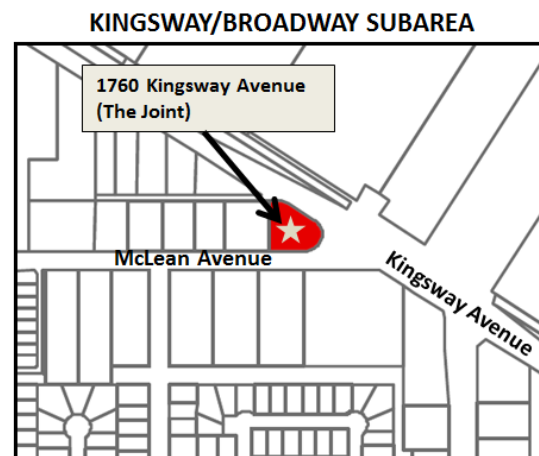 KINGSWAY/BROADWAY SUBAREA
1760 Kingsway Avenue
(The Joint)
McLean Avenue
Kingsway Avenue